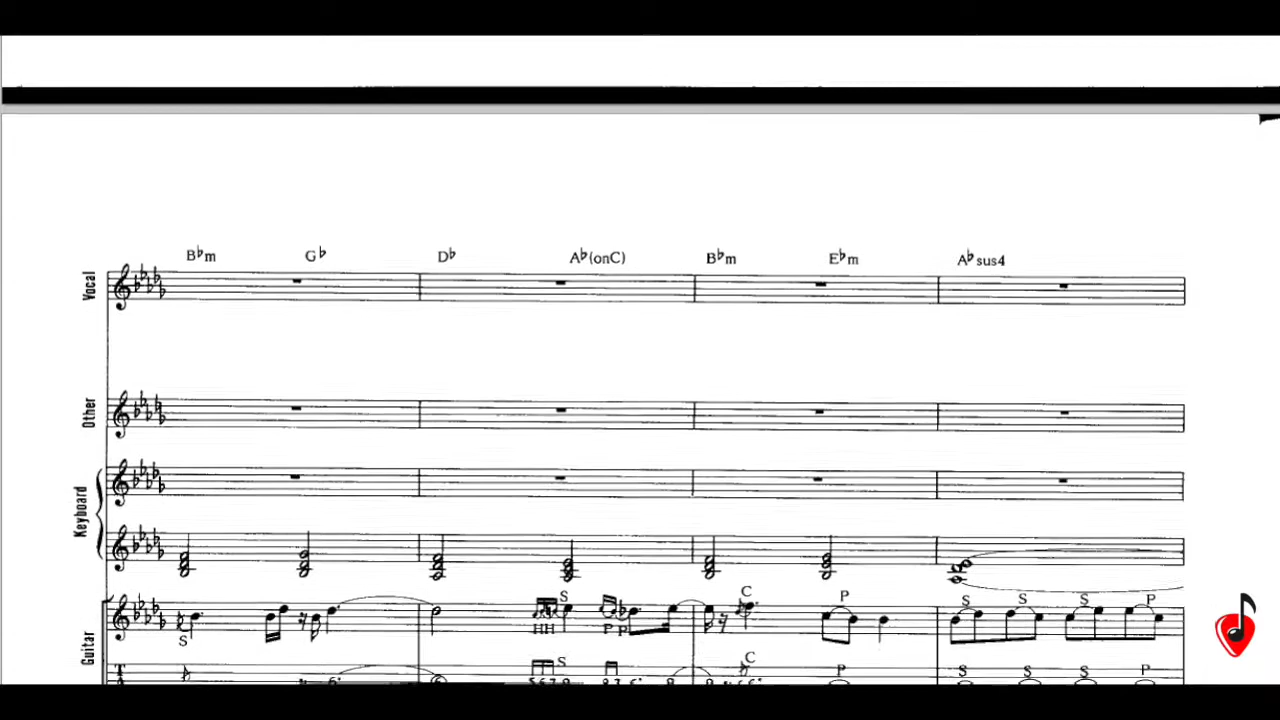 B♭m G♭ D♭ A♭(onC) B♭m E♭m A♭sus4
Vocal
Other
Keyboard
Guitar
S
HH
S
P P
C
P
S S S P
S
C
P
S S S P